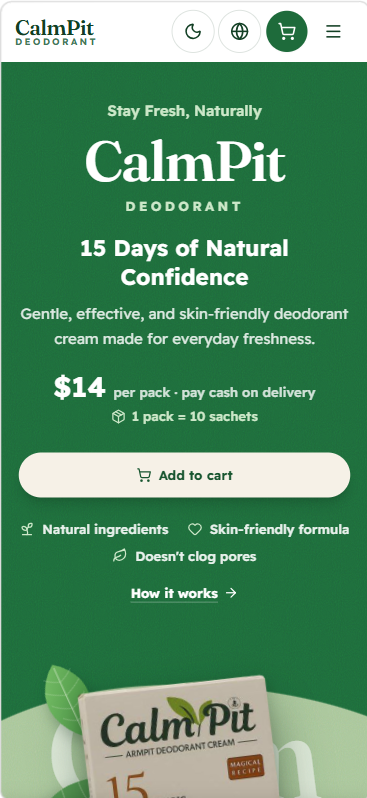 CalmPit
DEODORANT
Stay Fresh, Naturally
CalmPit
DEODORANT
15 Days of Natural
Confidence
Gentle, effective, and skin-friendly deodorant
cream made for everyday freshness.
$14 per pack · pay cash on delivery
1 pack = 10 sachets
Add to cart
Natural ingredients Skin-friendly formula
Doesn't clog pores
How it works →
CalmPit
ARMPIT DEODORANT CREAM
MAGICAL
RECIPE
15